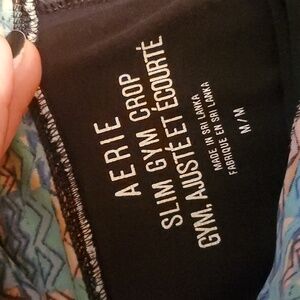 AERIE
SLIM GYM CROP
GYM, AJUSTÉ ET ÉCOURTÉ
MADE IN SRI LANKA
FABRIQUÉ EN SRI LANKA
M / M